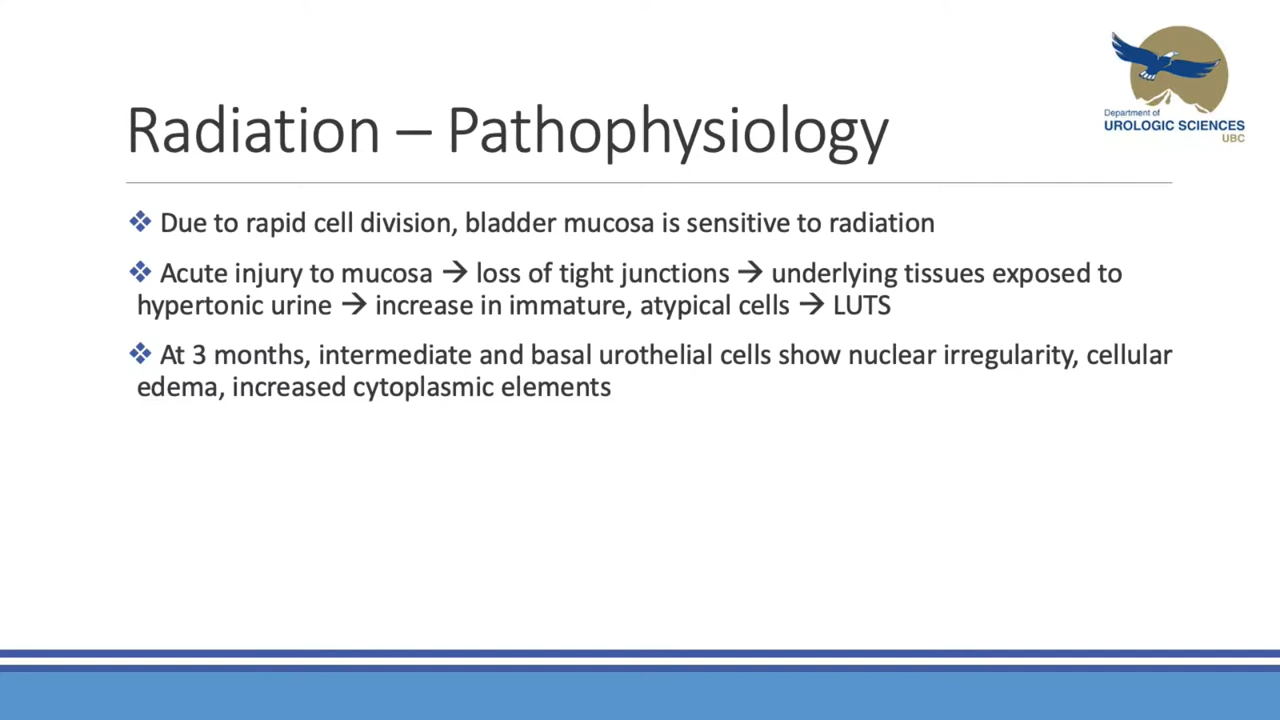 Department of
UROLOGIC SCIENCES
UBC
Radiation – Pathophysiology
❖ Due to rapid cell division, bladder mucosa is sensitive to radiation
❖ Acute injury to mucosa → loss of tight junctions → underlying tissues exposed to
hypertonic urine → increase in immature, atypical cells → LUTS
❖ At 3 months, intermediate and basal urothelial cells show nuclear irregularity, cellular
edema, increased cytoplasmic elements